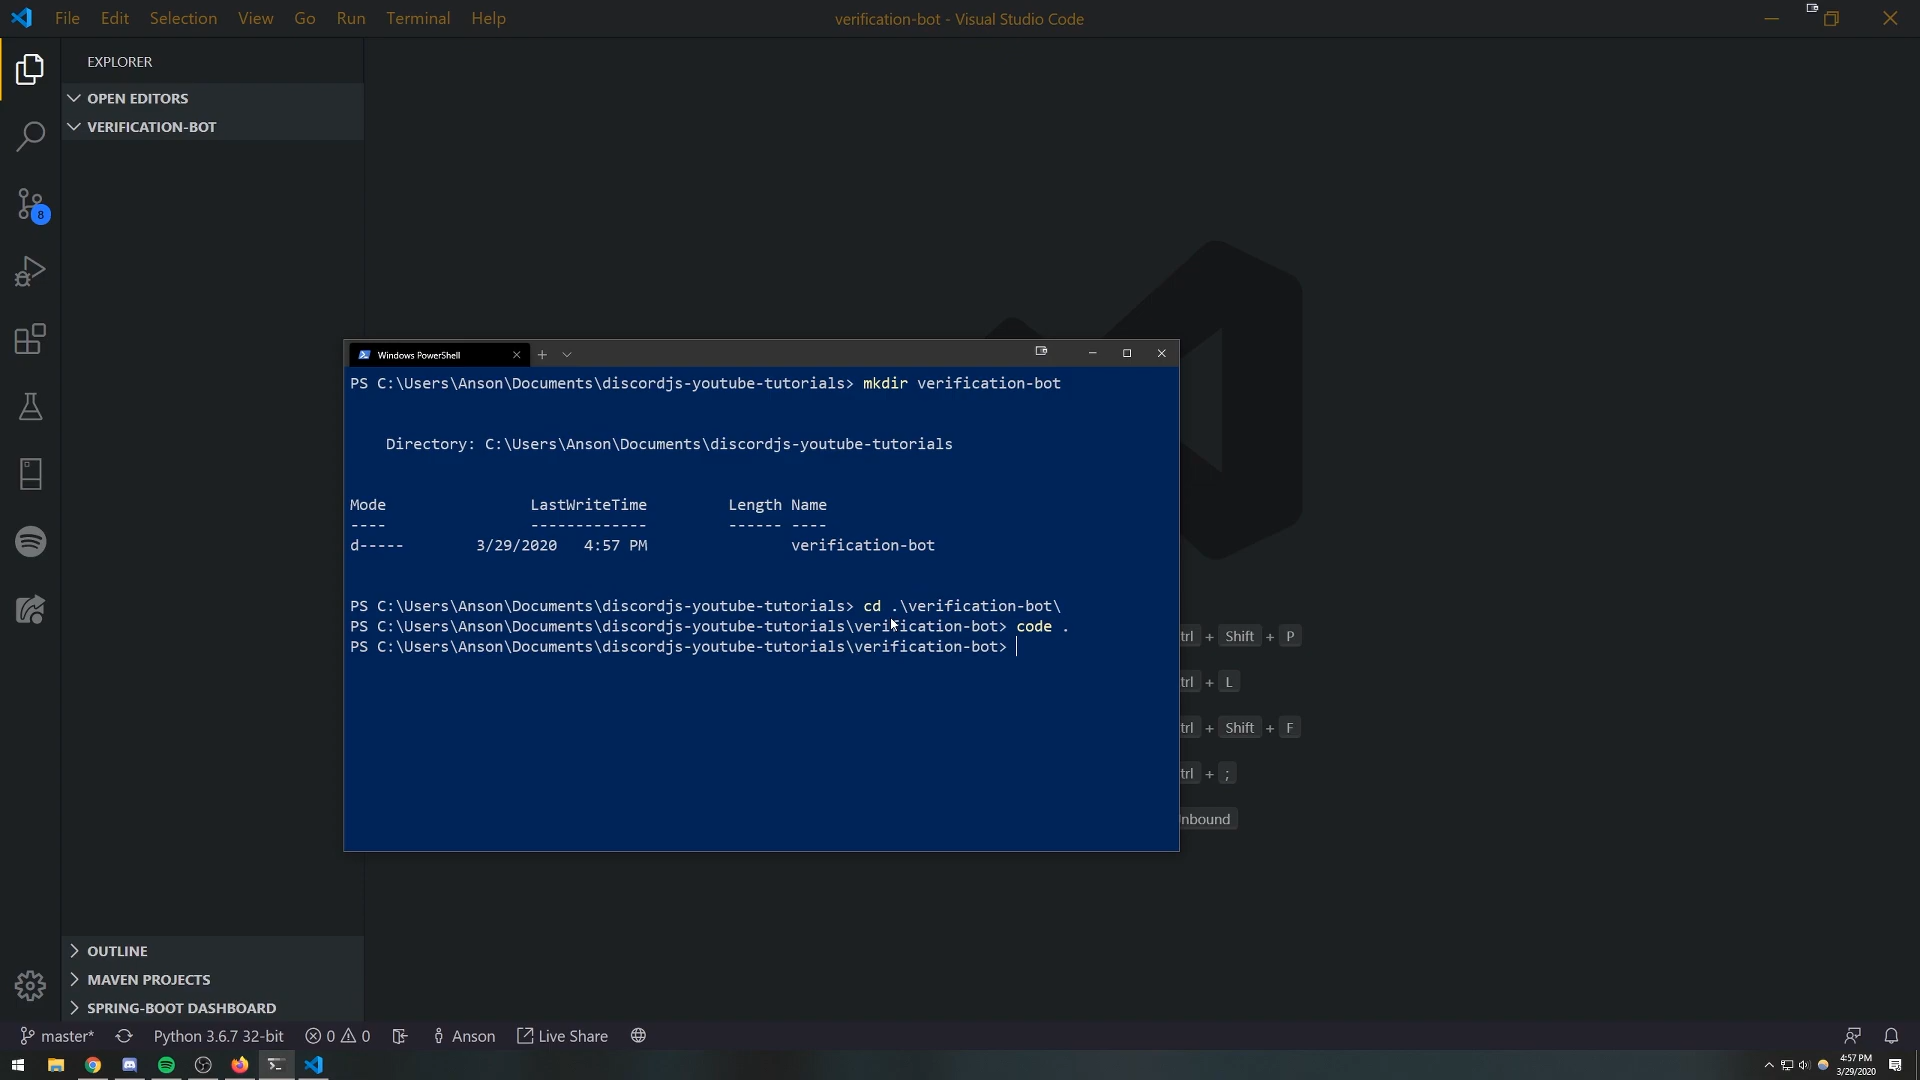 File Edit Selection View Go Run Terminal Help
verification-bot - Visual Studio Code
EXPLORER
OPEN EDITORS
VERIFICATION-BOT
8
Windows PowerShell
PS C:\Users\Anson\Documents\discordjs-youtube-tutorials> mkdir verification-bot
Directory: C:\Users\Anson\Documents\discordjs-youtube-tutorials
Mode LastWriteTime Length Name
---- ------------- ------ ----
d----- 3/29/2020 4:57 PM verification-bot
PS C:\Users\Anson\Documents\discordjs-youtube-tutorials> cd .\verification-bot\
PS C:\Users\Anson\Documents\discordjs-youtube-tutorials\verification-bot> code .
PS C:\Users\Anson\Documents\discordjs-youtube-tutorials\verification-bot>
trl + Shift + P
trl + L
trl + Shift + F
trl + ;
nbound
OUTLINE
MAVEN PROJECTS
SPRING-BOOT DASHBOARD
master* Python 3.6.7 32-bit 0 0 Anson Live Share
4:57 PM
3/29/2020